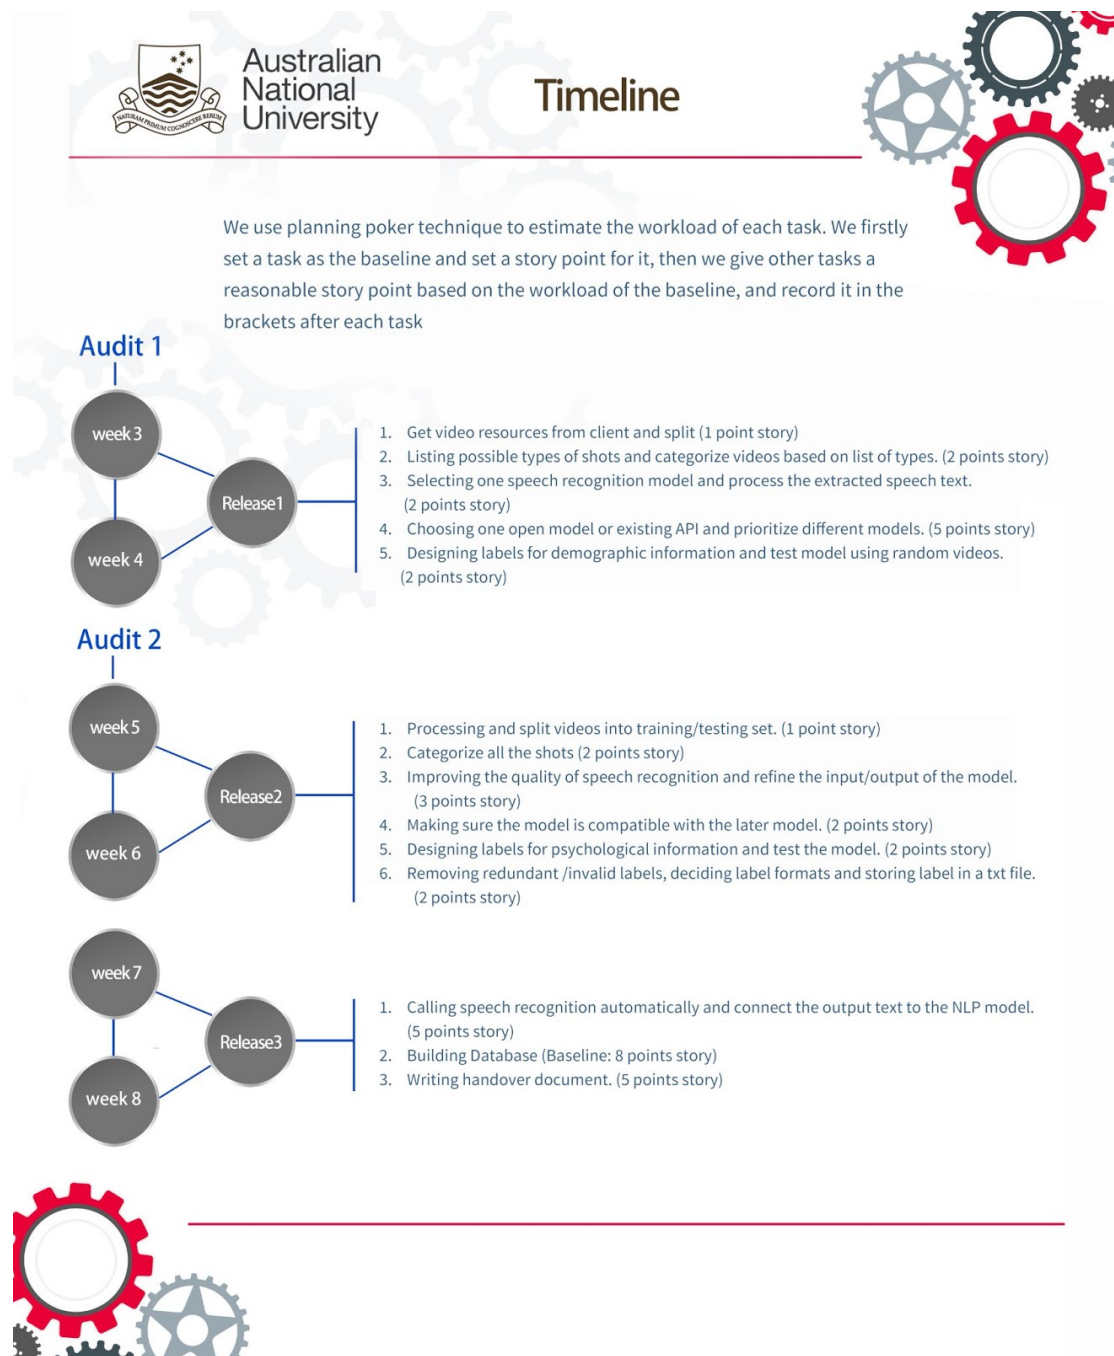 Australian
National
University
NATURAM PRIMUM COGNOSCERE RERUM
Timeline
We use planning poker technique to estimate the workload of each task. We firstly
set a task as the baseline and set a story point for it, then we give other tasks a
reasonable story point based on the workload of the baseline, and record it in the
brackets after each task
Audit 1
week 3
week 4
Release1
1. Get video resources from client and split (1 point story)
2. Listing possible types of shots and categorize videos based on list of types. (2 points story)
3. Selecting one speech recognition model and process the extracted speech text.
(2 points story)
4. Choosing one open model or existing API and prioritize different models. (5 points story)
5. Designing labels for demographic information and test model using random videos.
(2 points story)
Audit 2
week 5
week 6
Release2
1. Processing and split videos into training/testing set. (1 point story)
2. Categorize all the shots (2 points story)
3. Improving the quality of speech recognition and refine the input/output of the model.
(3 points story)
4. Making sure the model is compatible with the later model. (2 points story)
5. Designing labels for psychological information and test the model. (2 points story)
6. Removing redundant /invalid labels, deciding label formats and storing label in a txt file.
(2 points story)
week 7
week 8
Release3
1. Calling speech recognition automatically and connect the output text to the NLP model.
(5 points story)
2. Building Database (Baseline: 8 points story)
3. Writing handover document. (5 points story)